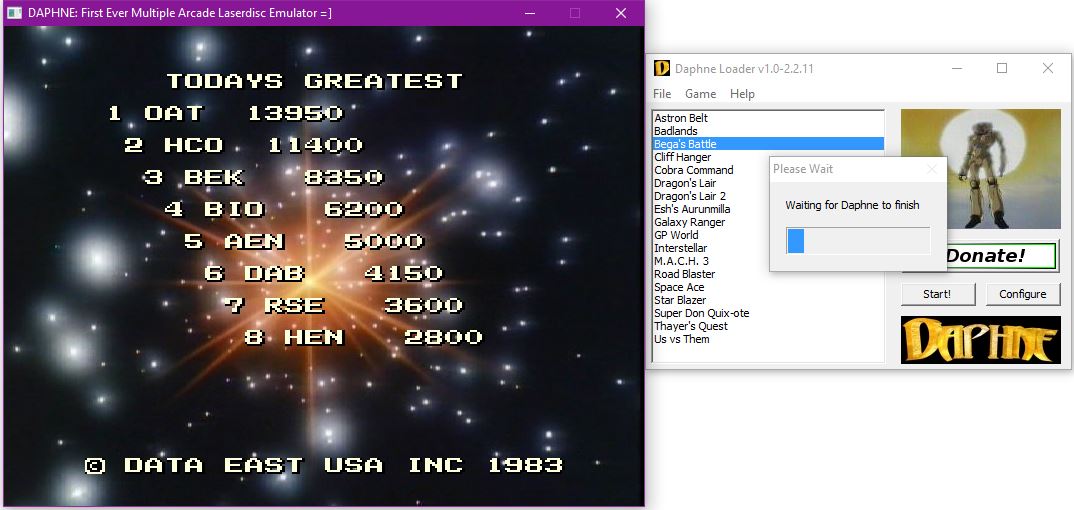 DAPHNE: First Ever Multiple Arcade Laserdisc Emulator =]
TODAYS GREATEST
1 OAT 13950
2 HCO 11400
3 BEK 8350
4 BIO 6200
5 AEN 5000
6 DAB 4150
7 RSE 3600
8 HEN 2800
© DATA EAST USA INC 1983
Daphne Loader v1.0-2.2.11
File Game Help
Astron Belt
Badlands
Bega's Battle
Cliff Hanger
Cobra Command
Dragon's Lair
Dragon's Lair 2
Esh's Aurunmilla
Galaxy Ranger
GP World
Interstellar
M.A.C.H. 3
Road Blaster
Space Ace
Star Blazer
Super Don Quix-ote
Thayer's Quest
Us vs Them
Please Wait
Waiting for Daphne to finish
Donate!
Start! Configure
DAPHNE